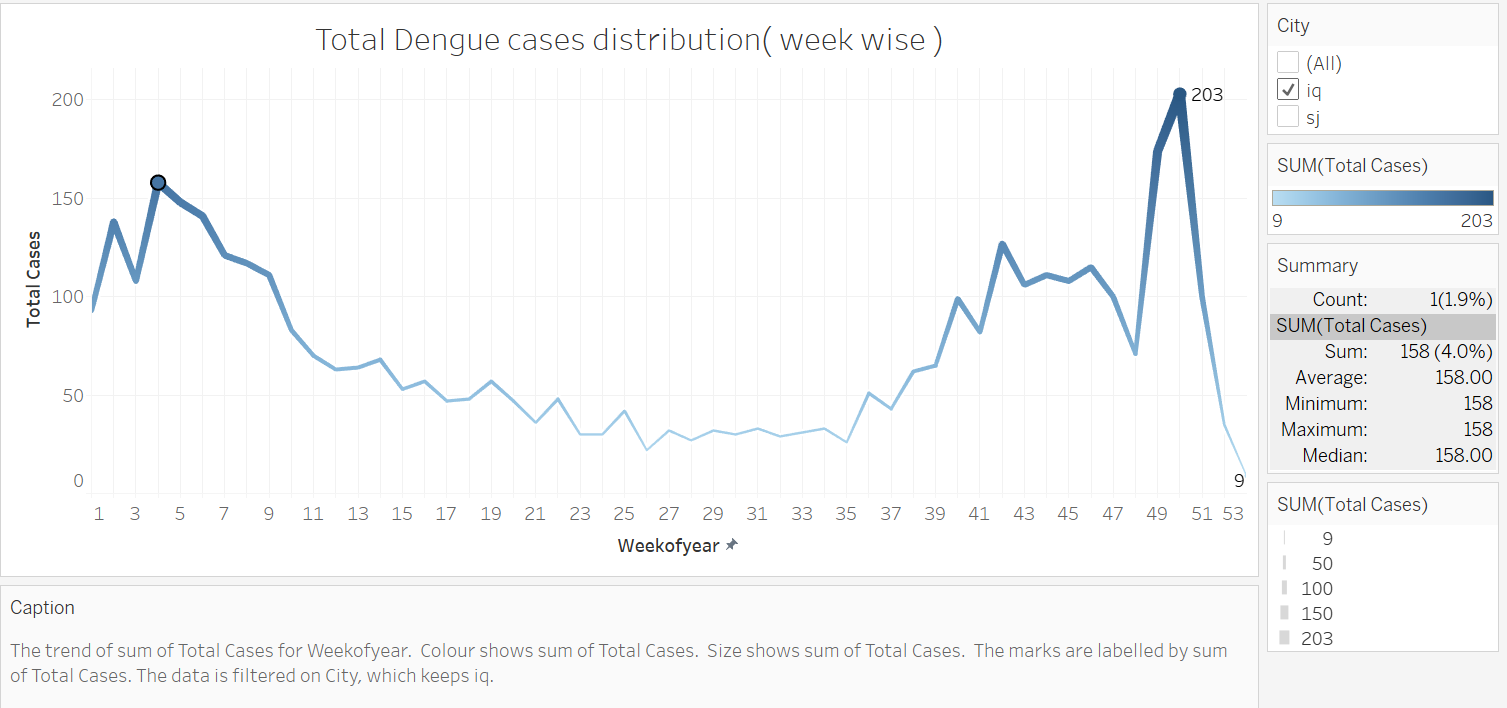 Total Dengue cases distribution( week wise )
Total Cases
200
150
100
50
0
203
9
1 3 5 7 9 11 13 15 17 19 21 23 25 27 29 31 33 35 37 39 41 43 45 47 49 51 53
Weekofyear
City
(All)
iq
sj
SUM(Total Cases)
9 203
Summary
Count: 1(1.9%)
SUM(Total Cases)
Sum: 158 (4.0%)
Average: 158.00
Minimum: 158
Maximum: 158
Median: 158.00
SUM(Total Cases)
9
50
100
150
203
Caption
The trend of sum of Total Cases for Weekofyear.  Colour shows sum of Total Cases.  Size shows sum of Total Cases.  The marks are labelled by sum
of Total Cases. The data is filtered on City, which keeps iq.